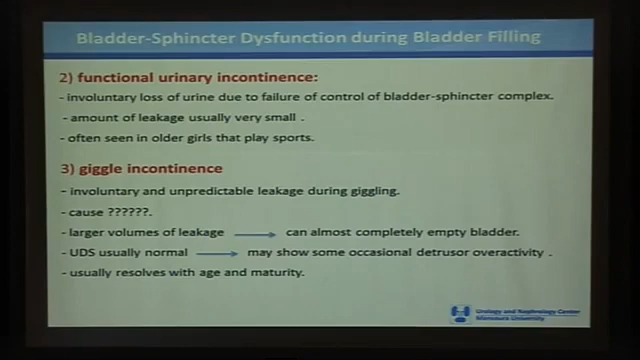 Bladder-Sphincter Dysfunction during Bladder Filling
2) functional urinary incontinence:
- involuntary loss of urine due to failure of control of bladder-sphincter complex.
- amount of leakage usually very small .
- often seen in older girls that play sports.
3) giggle incontinence
- involuntary and unpredictable leakage during giggling.
- cause ??????.
- larger volumes of leakage → can almost completely empty bladder.
- UDS usually normal → may show some occasional detrusor overactivity .
- usually resolves with age and maturity.
Urology and Nephrology Center
Mansoura University